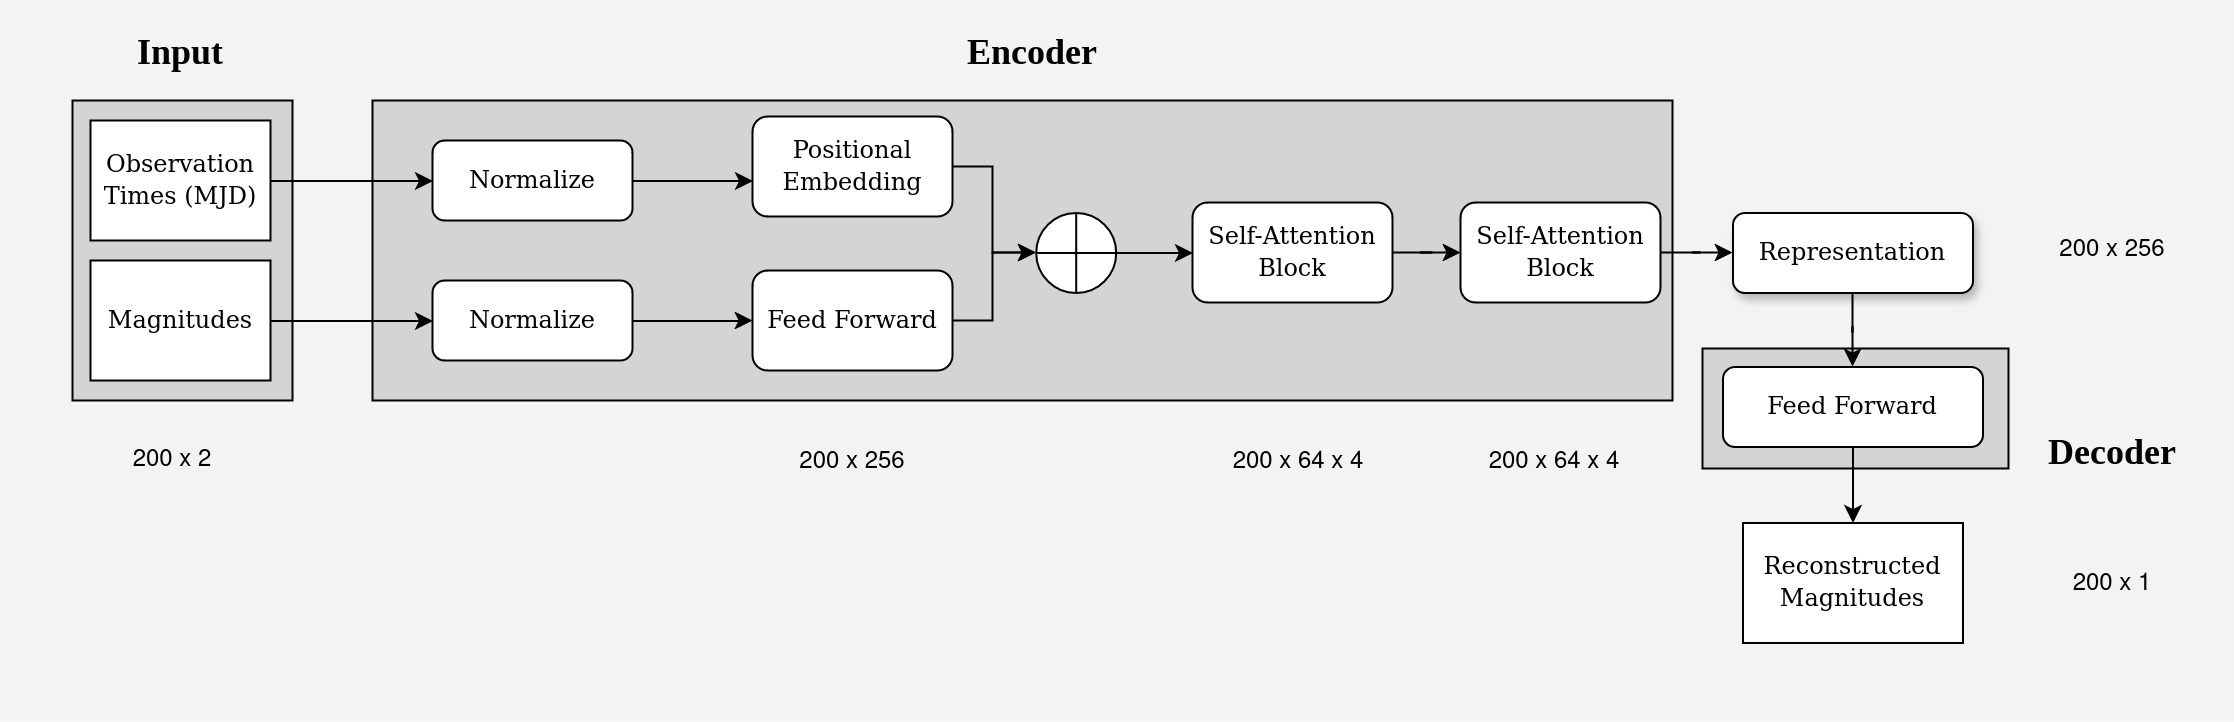 Input
Encoder
Observation
Times (MJD)
Magnitudes
Normalize
Normalize
Positional
Embedding
Feed Forward
Self-Attention
Block
Self-Attention
Block
Representation
200 x 256
Feed Forward
Decoder
200 x 2
200 x 256
200 x 64 x 4
200 x 64 x 4
Reconstructed
Magnitudes
200 x 1